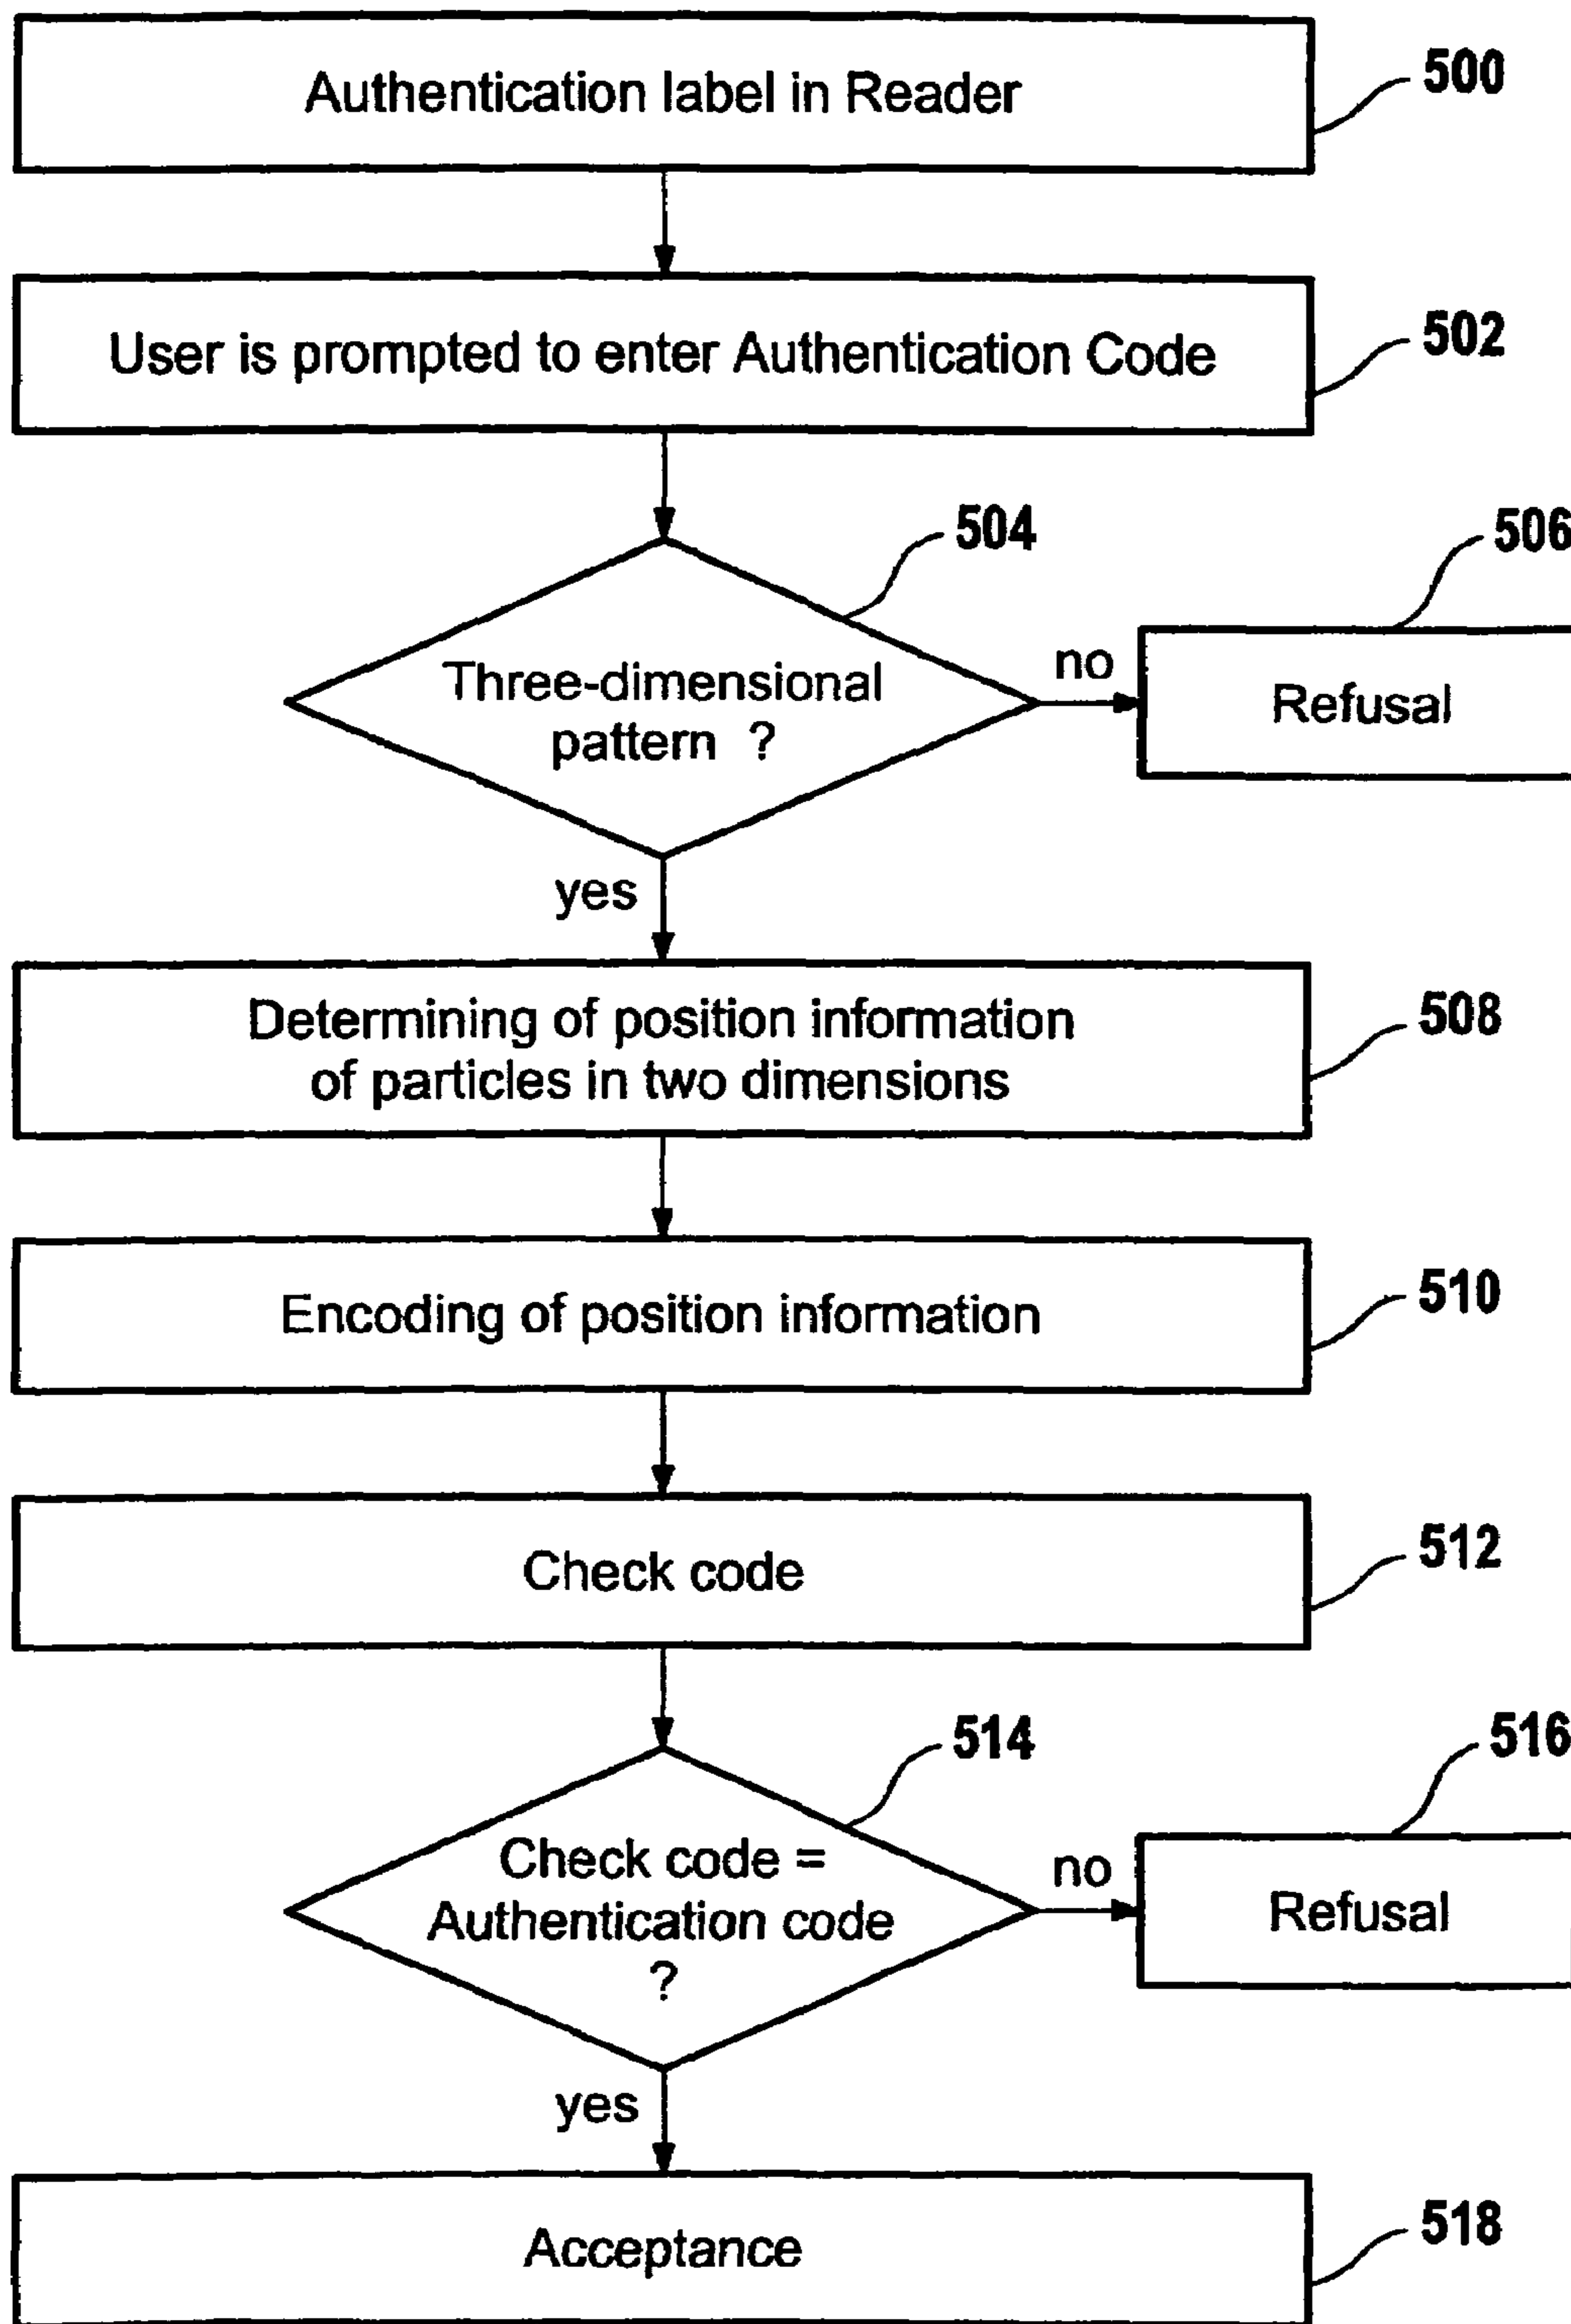 Authentication label in Reader
500
User is prompted to enter Authentication Code
502
504
506
Three-dimensional
pattern ?
no
Refusal
yes
Determining of position information
of particles in two dimensions
508
Encoding of position information
510
Check code
512
514
516
Check code =
Authentication code
?
no
Refusal
yes
Acceptance
518